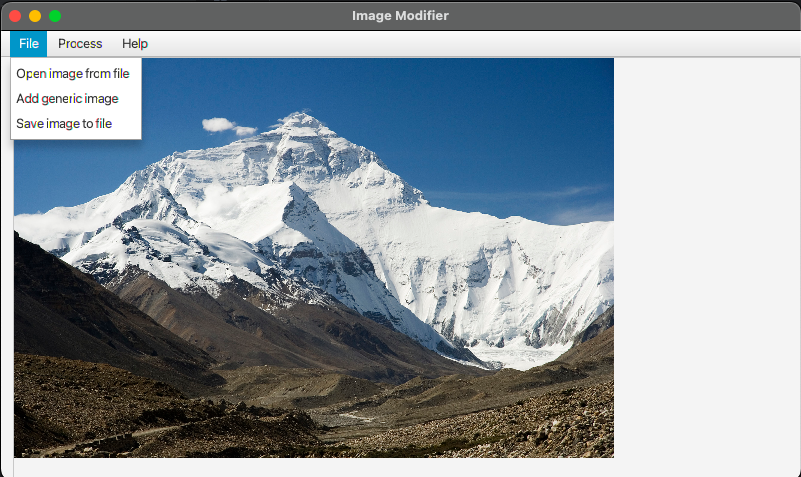 Image Modifier
File Process Help
Open image from file
Add generic image
Save image to file